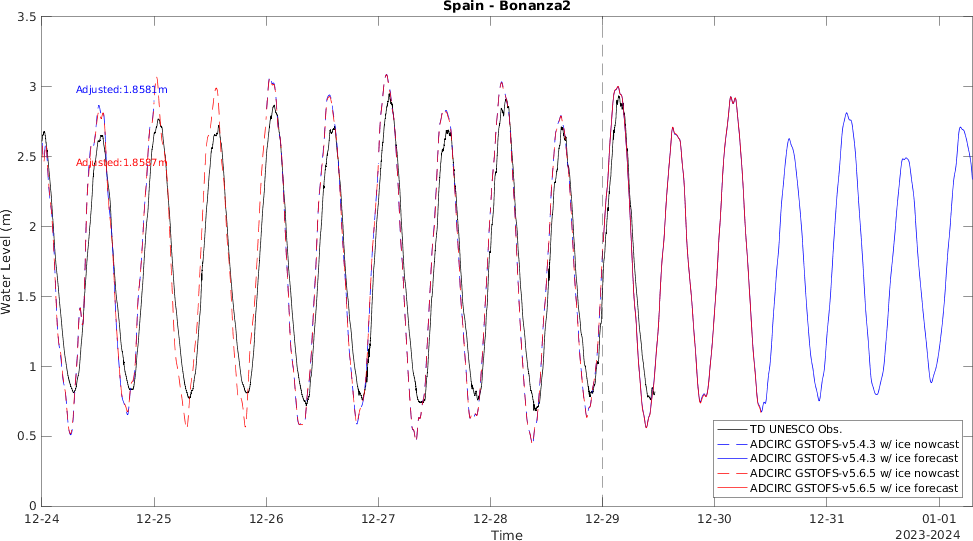 Spain - Bonanza2
3.5
3
2.5
2
1.5
1
0.5
0
Water Level (m)
Adjusted:1.8581m
Adjusted:1.8587m
TD UNESCO Obs.
ADCIRC GSTOFS-v5.4.3 w/ ice nowcast
ADCIRC GSTOFS-v5.4.3 w/ ice forecast
ADCIRC GSTOFS-v5.6.5 w/ ice nowcast
ADCIRC GSTOFS-v5.6.5 w/ ice forecast
12-24 12-25 12-26 12-27 12-28 12-29 12-30 12-31 01-01
Time
2023-2024